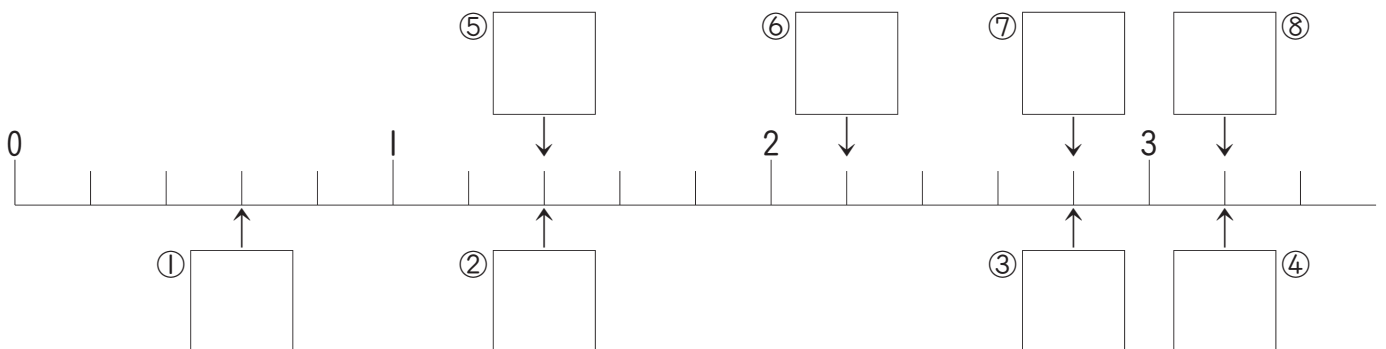 ⑤ ⑥ ⑦ ⑧
0 1 2 3
① ② ③ ④